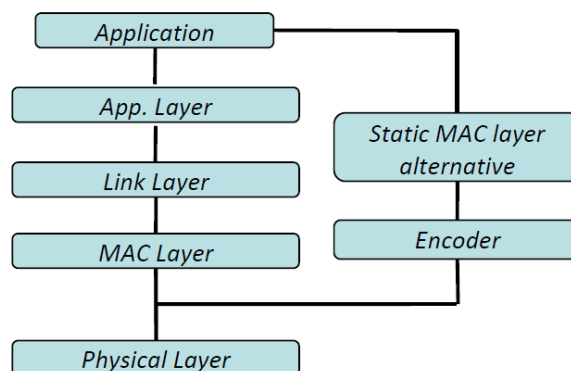 Application
App. Layer
Link Layer
MAC Layer
Physical Layer
Static MAC layer
alternative
Encoder